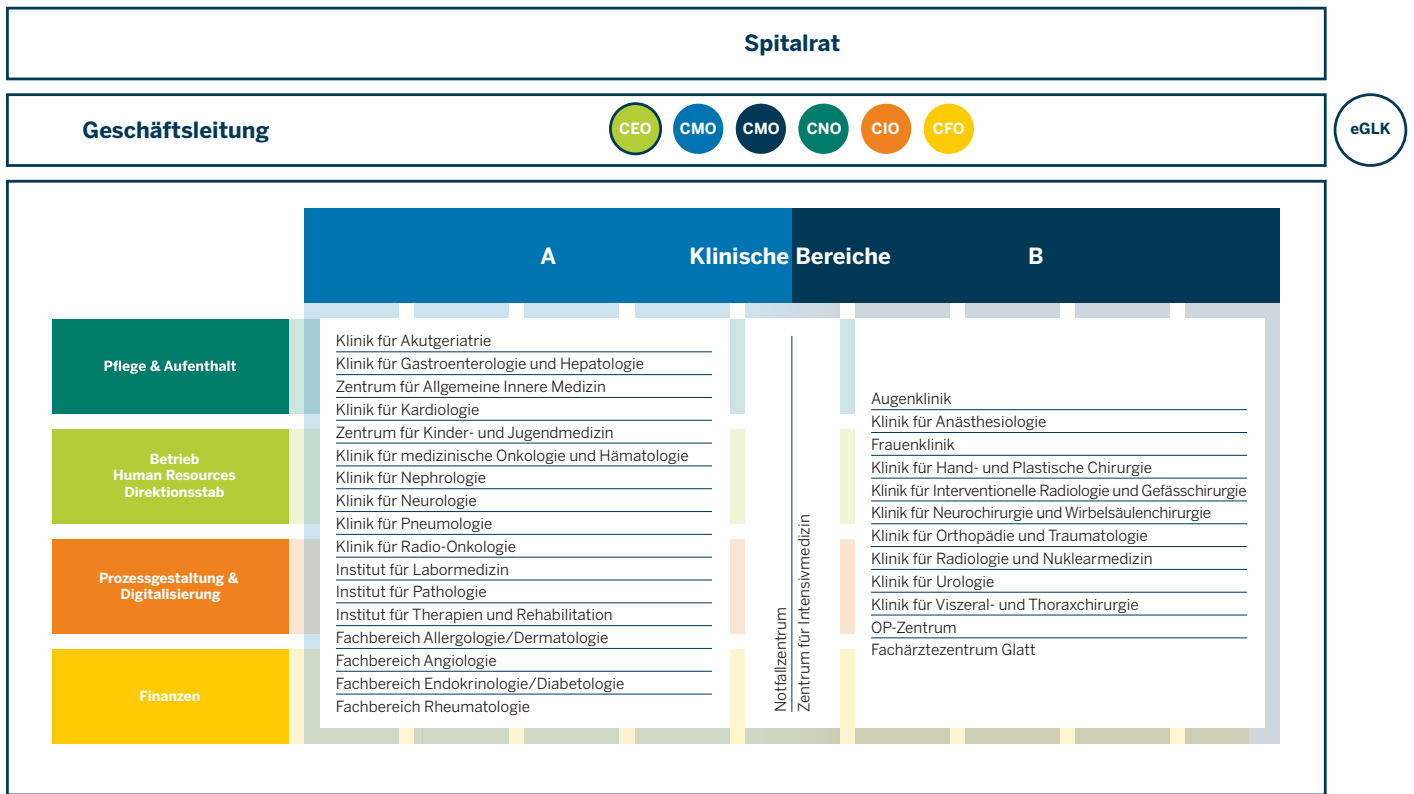 Spitalrat
Geschäftsleitung
CEO
CMO
CMO
CNO
CIO
CFO
eGLK
A
Klinische Bereiche
B
Pflege & Aufenthalt
Betrieb
Human Resources
Direktionsstab
Prozessgestaltung &
Digitalisierung
Finanzen
Klinik für Akutgeriatrie
Klinik für Gastroenterologie und Hepatologie
Zentrum für Allgemeine Innere Medizin
Klinik für Kardiologie
Zentrum für Kinder- und Jugendmedizin
Klinik für medizinische Onkologie und Hämatologie
Klinik für Nephrologie
Klinik für Neurologie
Klinik für Pneumologie
Klinik für Radio-Onkologie
Institut für Labormedizin
Institut für Pathologie
Institut für Therapien und Rehabilitation
Fachbereich Allergologie/Dermatologie
Fachbereich Angiologie
Fachbereich Endokrinologie/Diabetologie
Fachbereich Rheumatologie
Notfallzentrum
Zentrum für Intensivmedizin
Augenklinik
Klinik für Anästhesiologie
Frauenklinik
Klinik für Hand- und Plastische Chirurgie
Klinik für Interventionelle Radiologie und Gefässchirurgie
Klinik für Neurochirurgie und Wirbelsäulenchirurgie
Klinik für Orthopädie und Traumatologie
Klinik für Radiologie und Nuklearmedizin
Klinik für Urologie
Klinik für Viszeral- und Thoraxchirurgie
OP-Zentrum
Fachärztezentrum Glatt